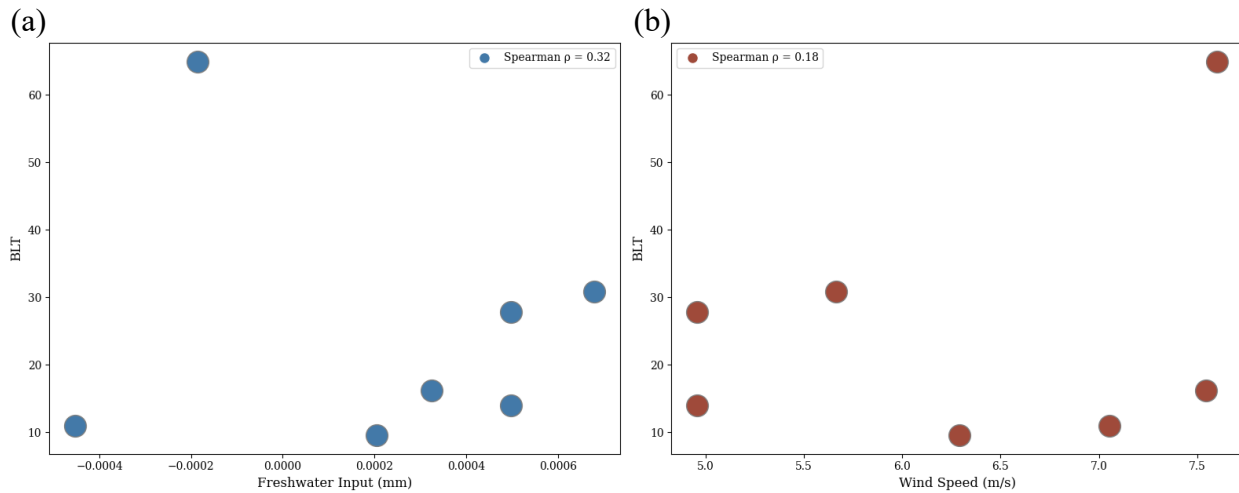 (a)
(b)
Spearman ρ = 0.32
Spearman ρ = 0.18
60
50
40
30
20
10
BLT
−0.0004 −0.0002 0.0000 0.0002 0.0004 0.0006
Freshwater Input (mm)
60
50
40
30
20
10
BLT
5.0 5.5 6.0 6.5 7.0 7.5
Wind Speed (m/s)